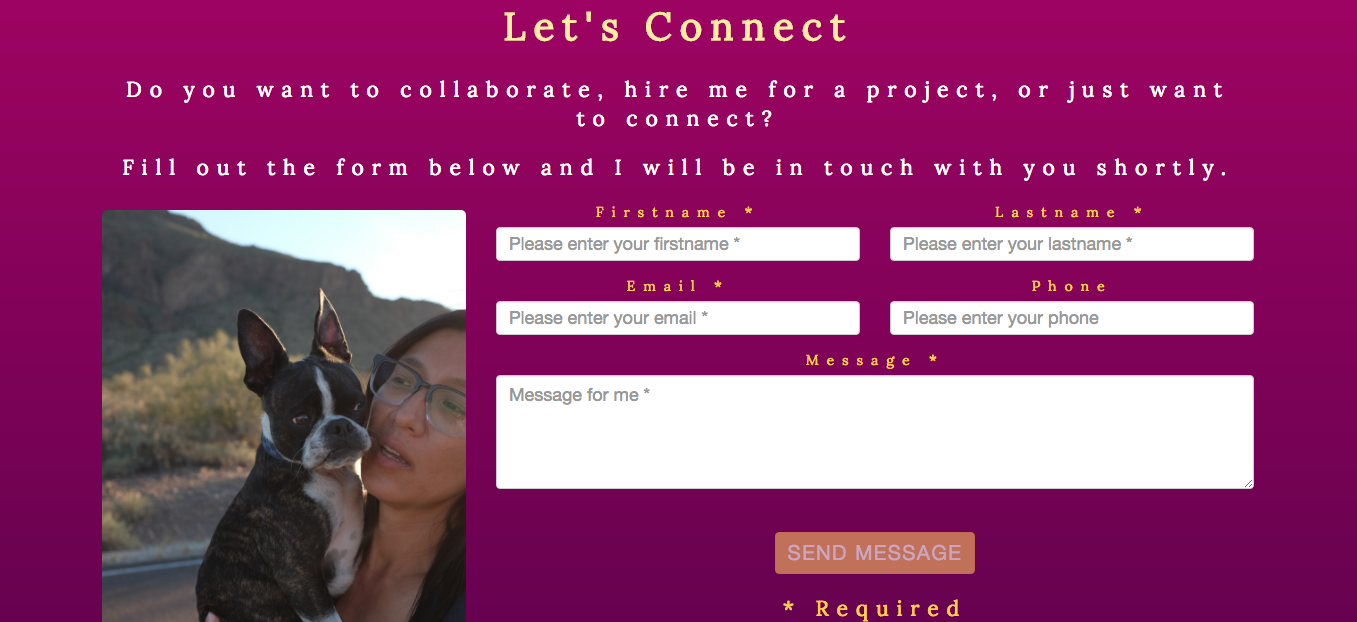 Let's Connect
Do you want to collaborate, hire me for a project, or just want
to connect?
Fill out the form below and I will be in touch with you shortly.
Firstname *
Lastname *
Please enter your firstname *
Please enter your lastname *
Email *
Phone
Please enter your email *
Please enter your phone
Message *
Message for me *
SEND MESSAGE
* Required